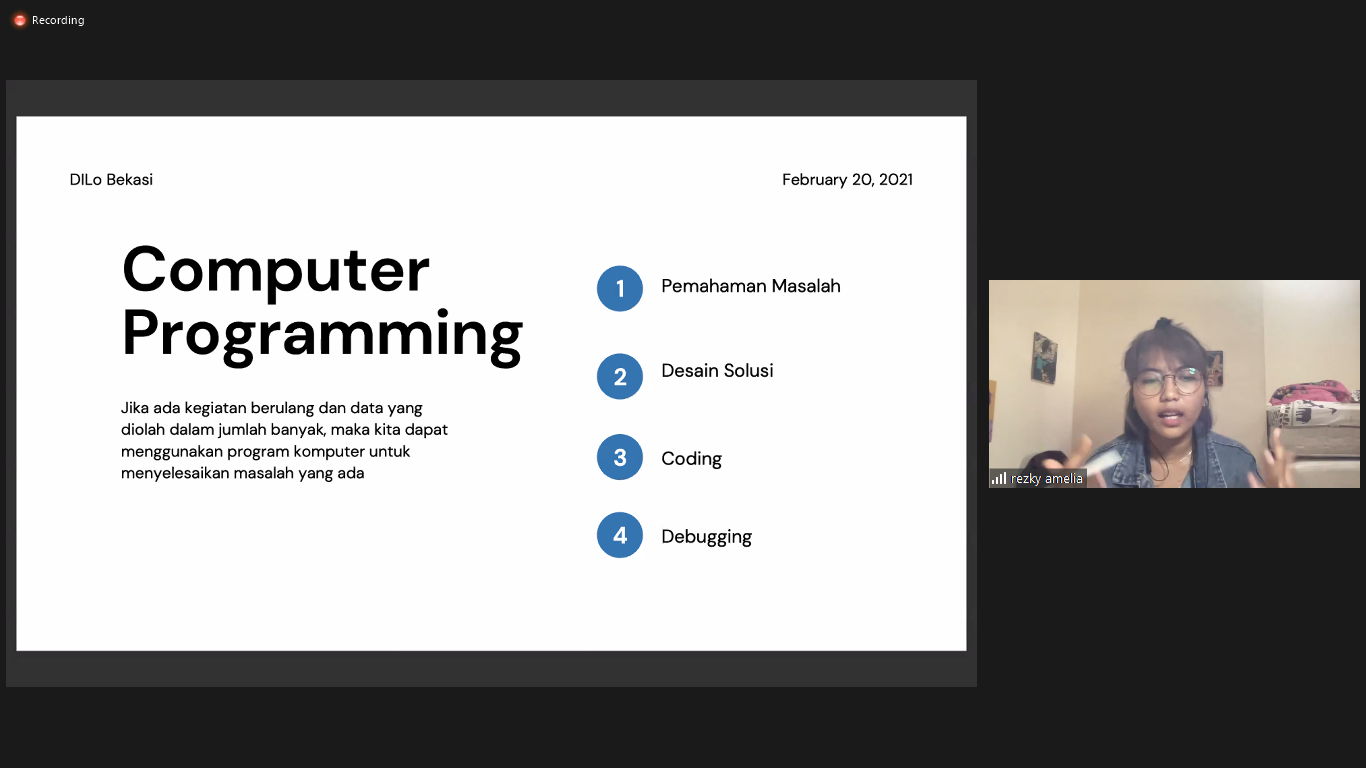 Recording
DILo Bekasi
February 20, 2021
Computer
Programming
Jika ada kegiatan berulang dan data yang
diolah dalam jumlah banyak, maka kita dapat
menggunakan program komputer untuk
menyelesaikan masalah yang ada
1 Pemahaman Masalah
2 Desain Solusi
3 Coding
4 Debugging
rezky amelia